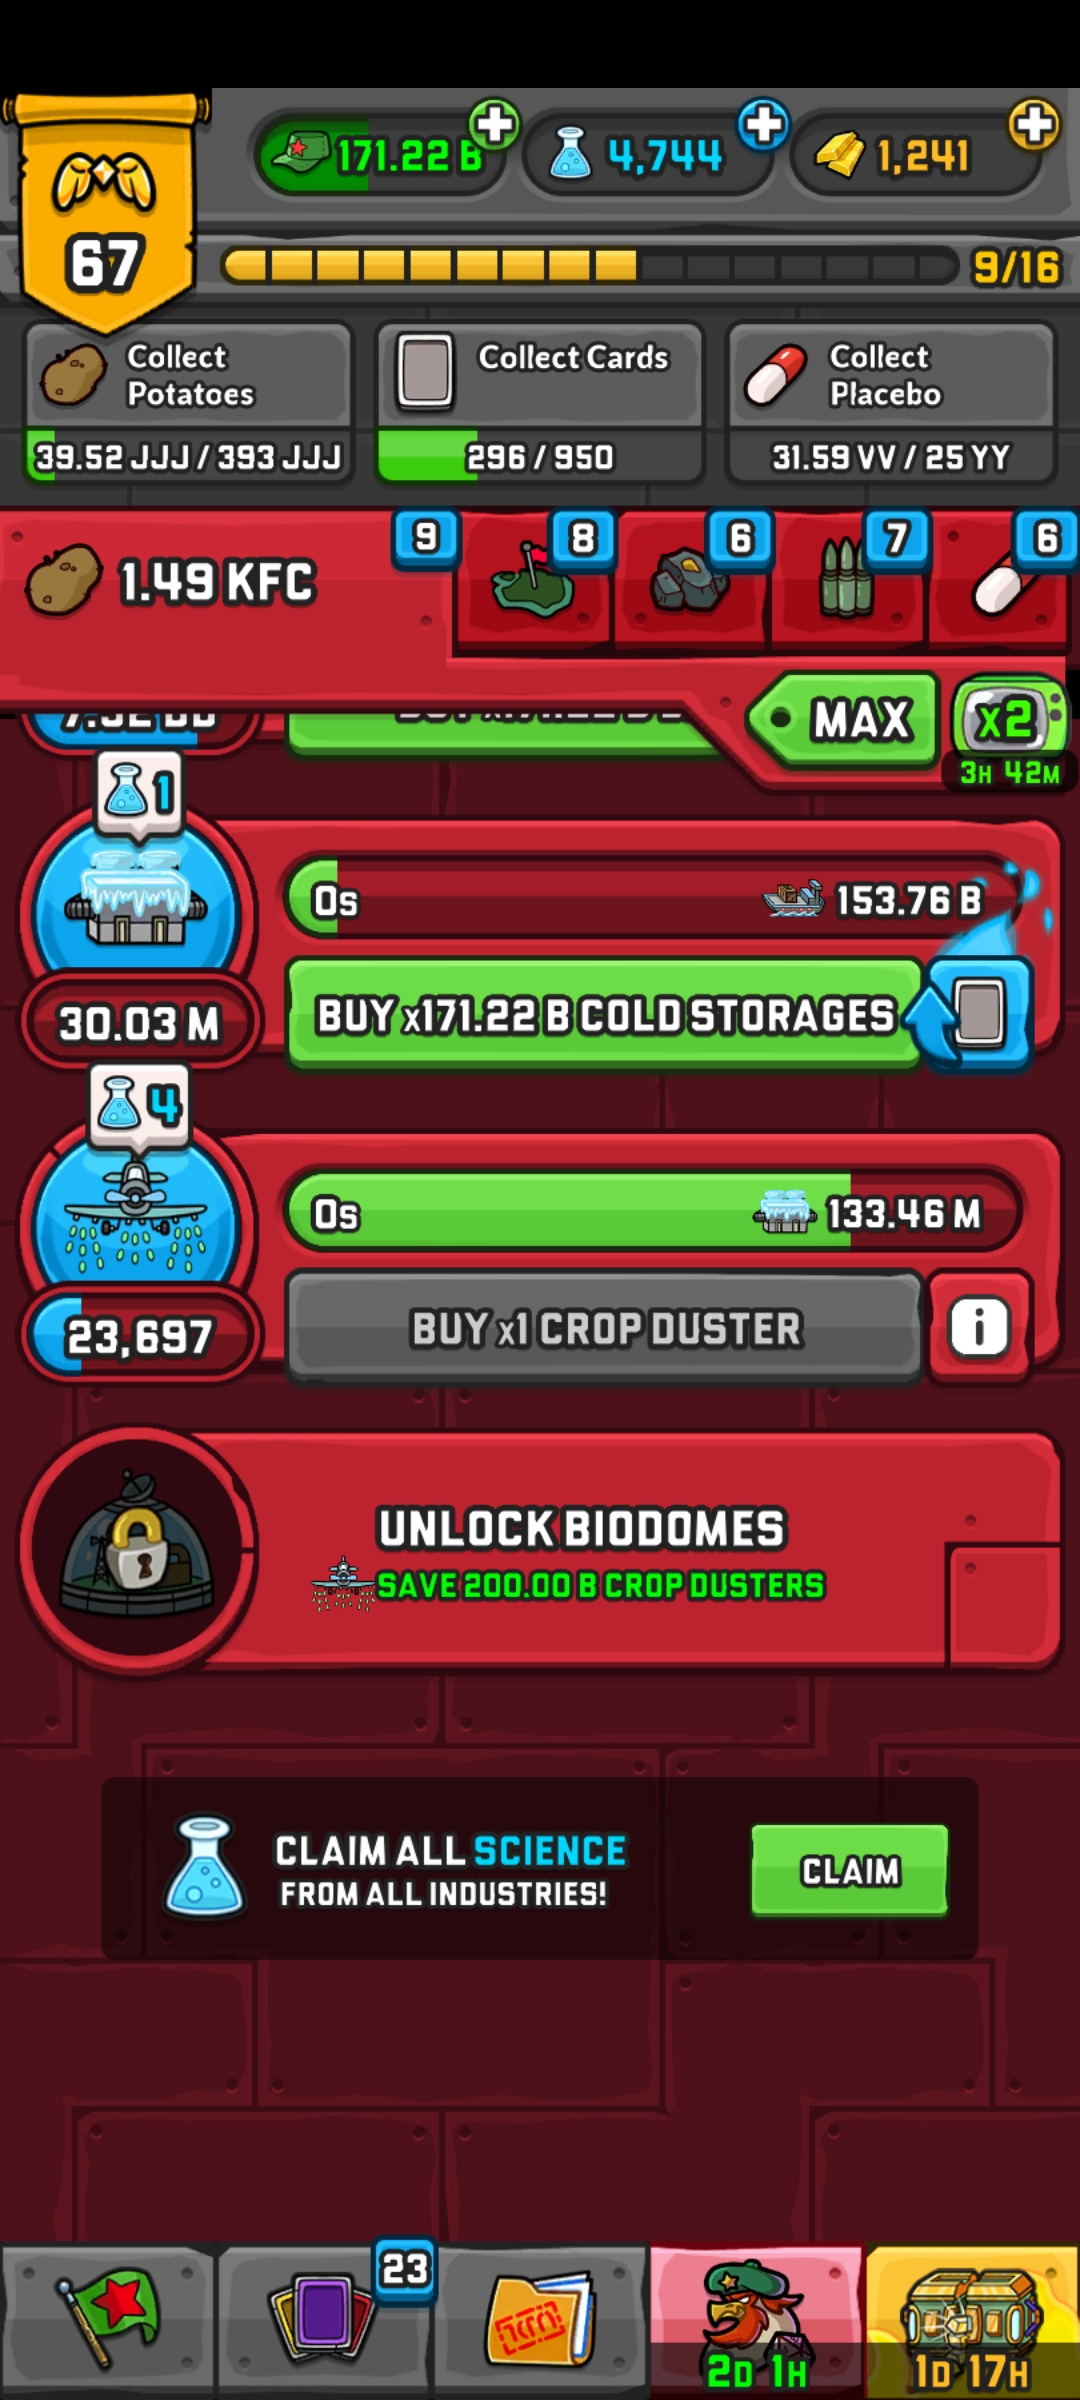 171.22 B
4,744
1,241
67
9/16
Collect
Potatoes
39.52 JJJ / 393 JJJ
Collect Cards
296 / 950
Collect
Placebo
31.59 VV / 25 YY
1.49 KFC
9
8
6
7
6
MAX
x2
3H 42M
1
0s
153.76 B
30.03 M
BUY x171.22 B COLD STORAGES
4
0s
133.46 M
23,697
BUY x1 CROP DUSTER
i
UNLOCK BIODOMES
SAVE 200.00 B CROP DUSTERS
CLAIM ALL SCIENCE
FROM ALL INDUSTRIES!
CLAIM
23
2D 1H
1D 17H